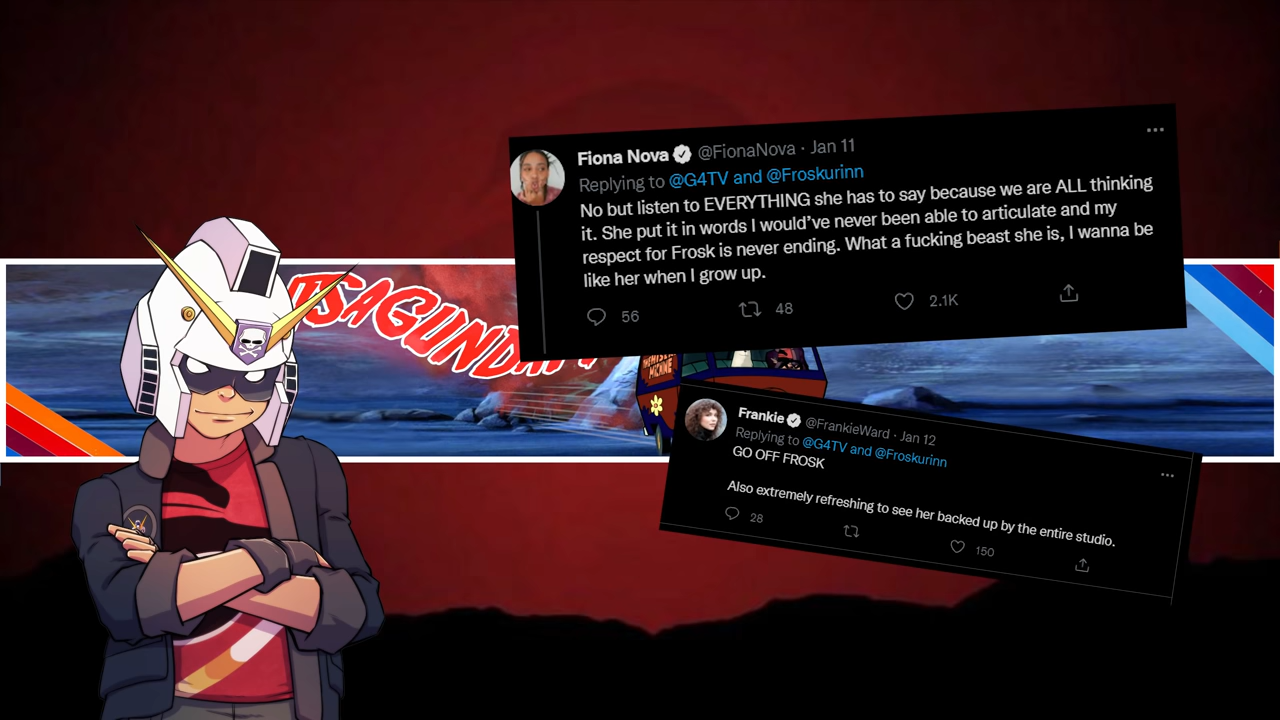 Fiona Nova @FionaNova · Jan 11
Replying to @G4TV and @Froskurinn
No but listen to EVERYTHING she has to say because we are ALL thinking
it. She put it in words I would've never been able to articulate and my
respect for Frosk is never ending. What a fucking beast she is, I wanna be
like her when I grow up.
56 48 2.1K
ITSAGUNDAM
MACHINE
Frankie @FrankieWard · Jan 12
Replying to @G4TV and @Froskurinn
GO OFF FROSK
Also extremely refreshing to see her backed up by the entire studio.
28 150